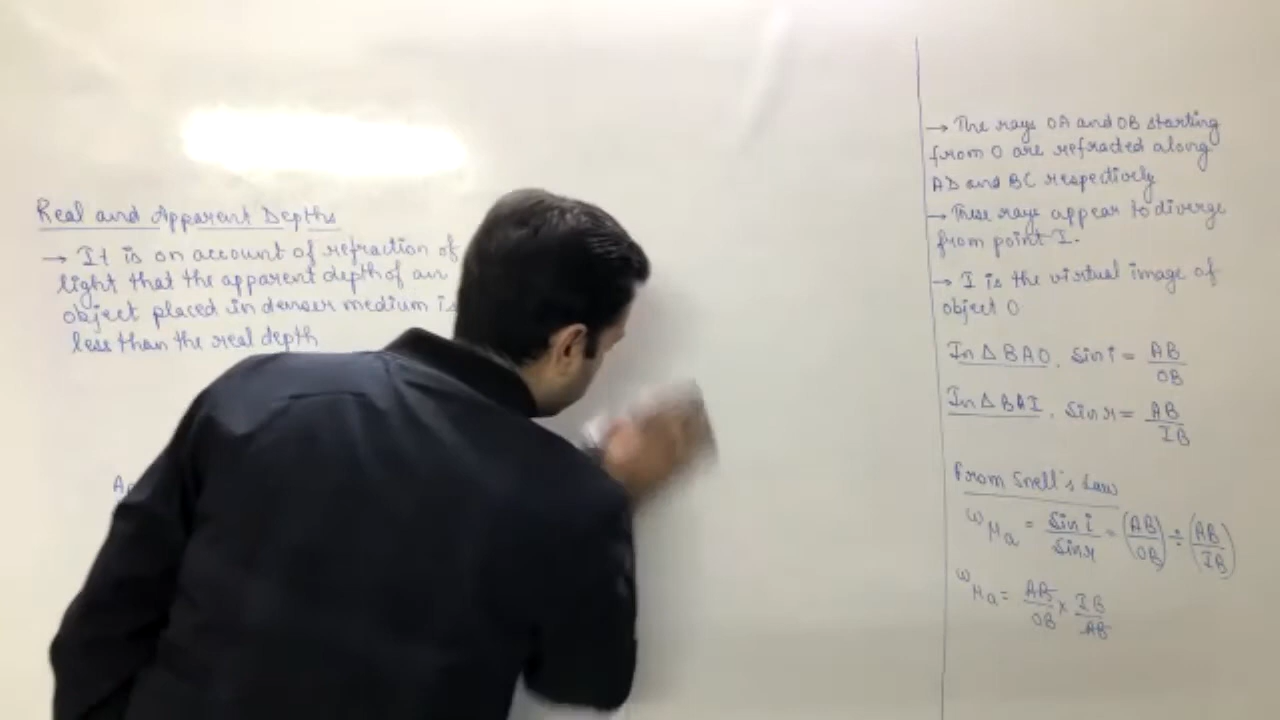 Real and Apparent Depths
→ It is on account of refraction of
light that the apparent depth of an
object placed in denser medium is
less than the real depth
→ The rays OA and OB starting
from O are refracted along
AD and BC respectively
→ These rays appear to diverge
from point I.
→ I is the virtual image of
object O
In Δ BAO, Sin i = AB/OB
In Δ BAI, Sin r = AB/IB
From Snell's Law
ʷμₐ = Sin i/Sin r = (AB/OB) ÷ (AB/IB)
ʷμₐ = AB/OB × IB/AB